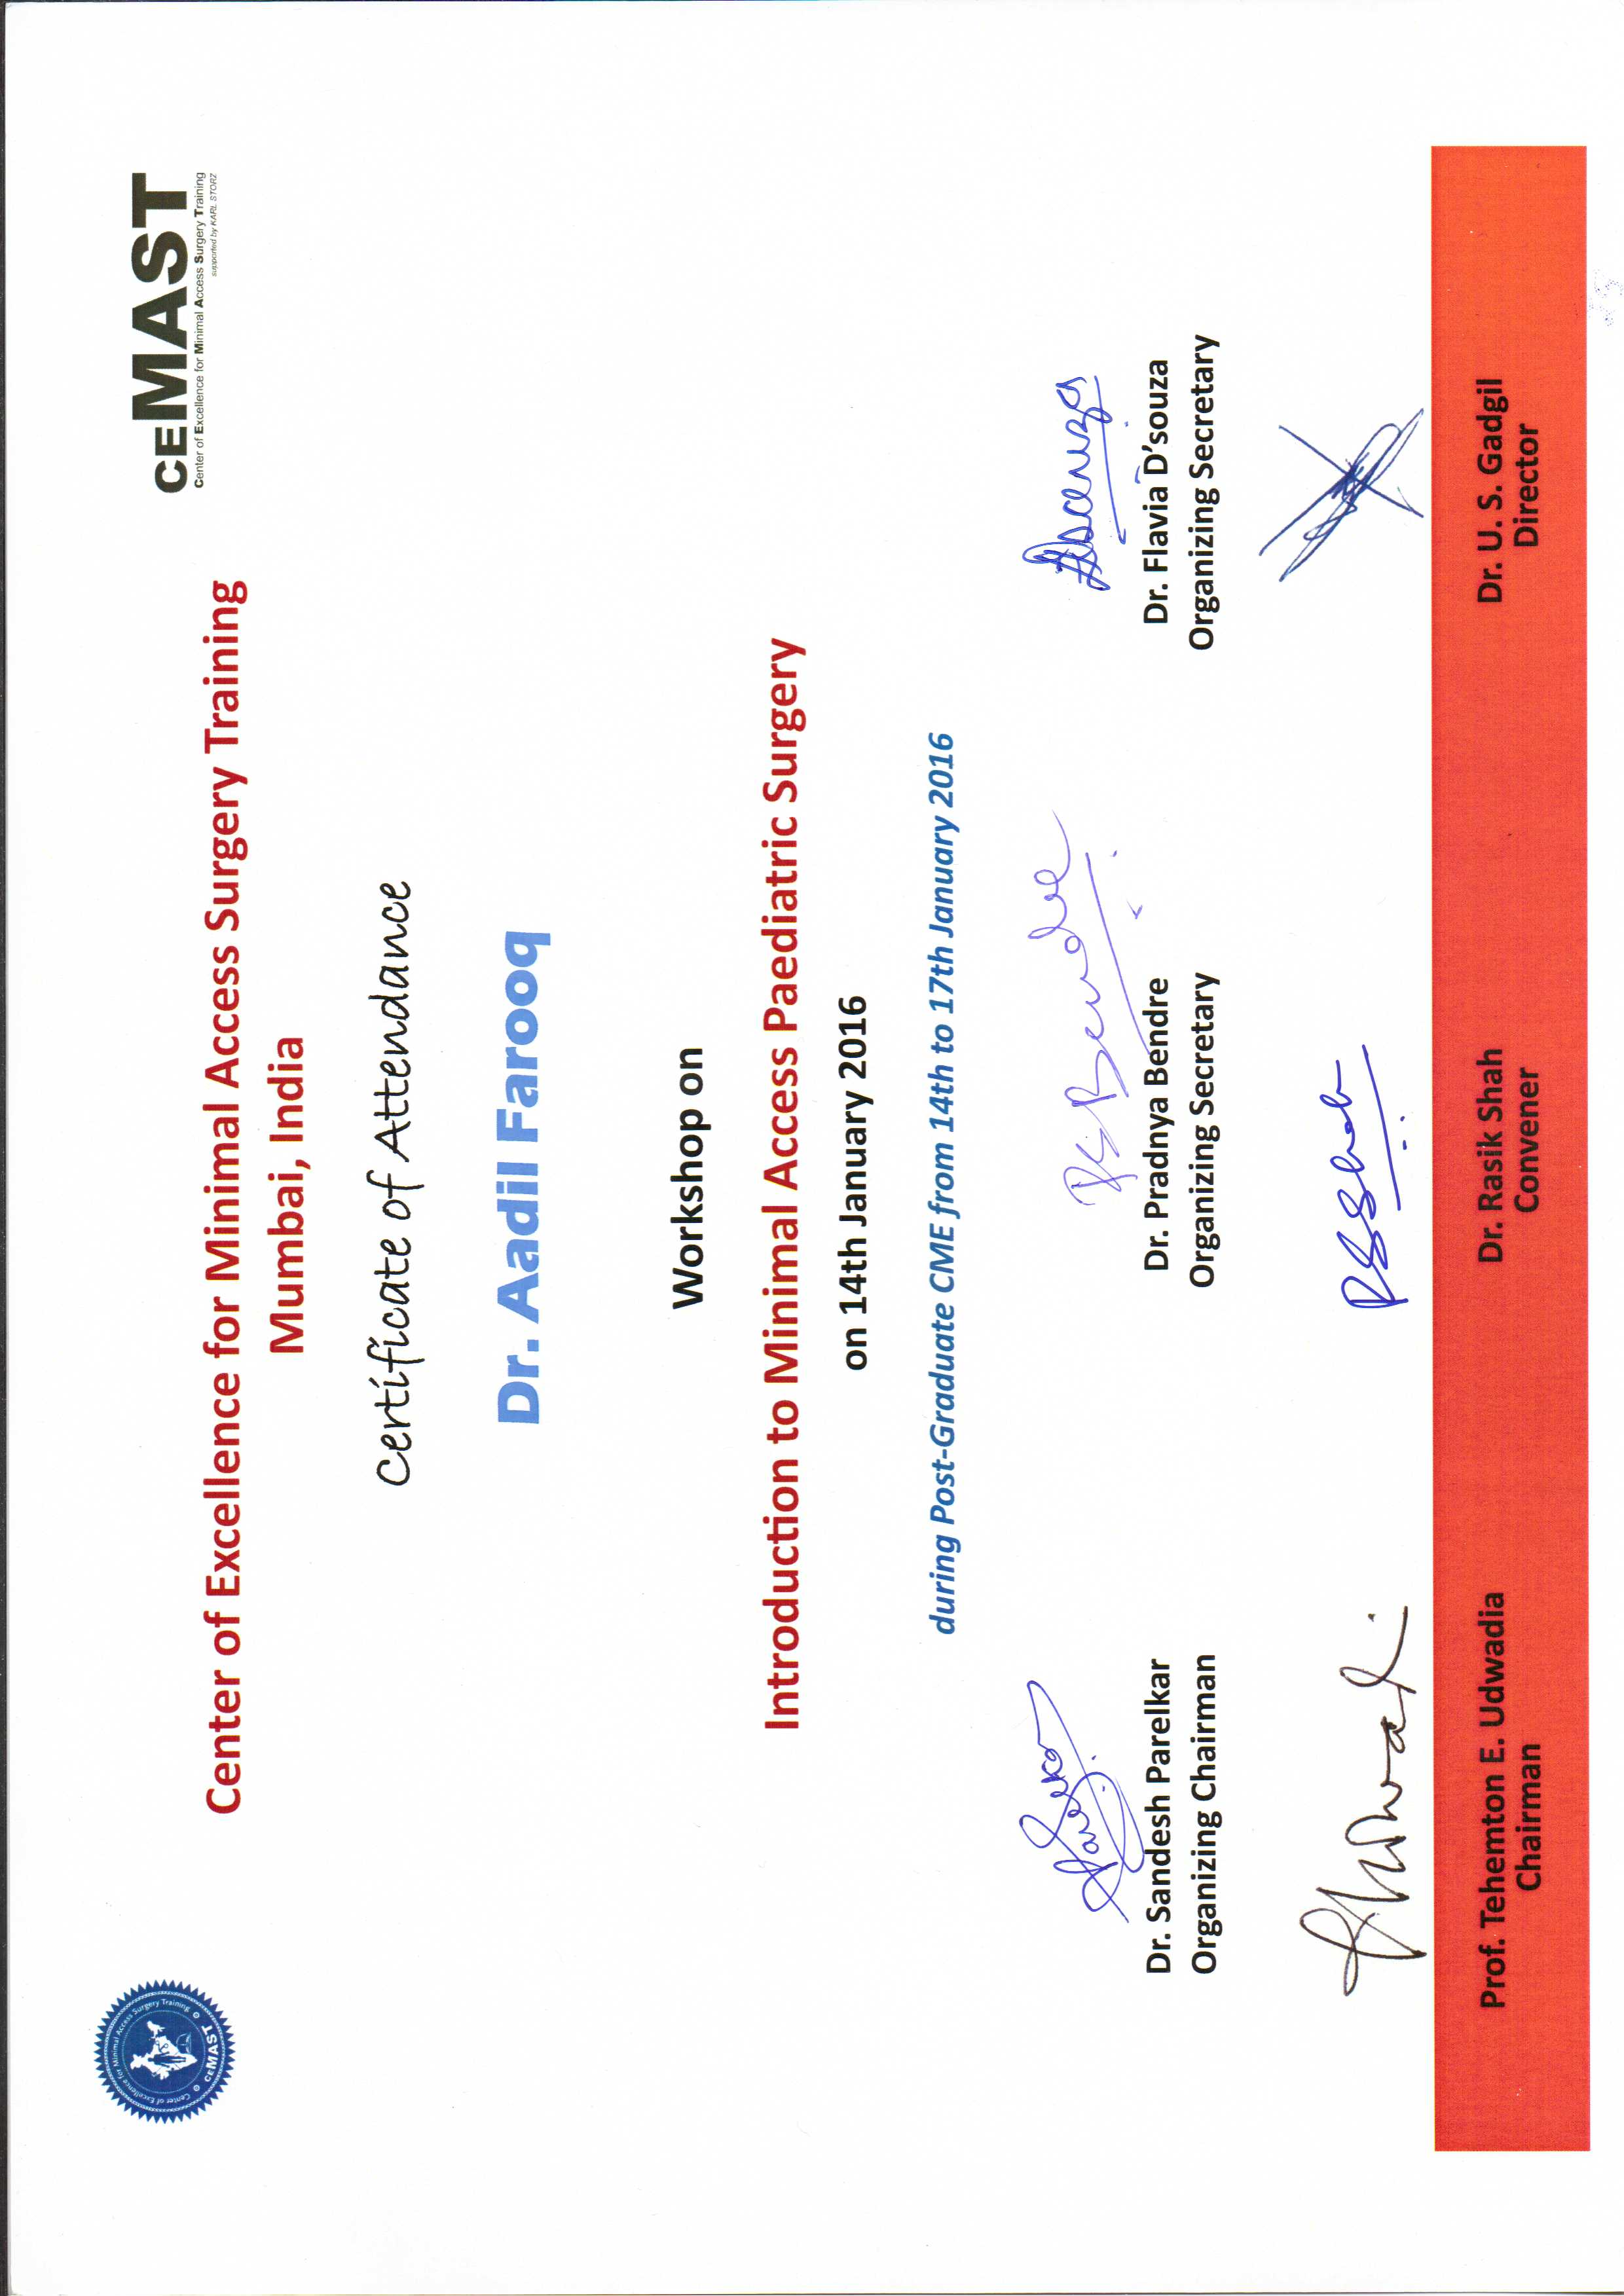 Center of Excellence for Minimal Access Surgery Training
CEMAST
CEMAST
Center of Excellence for Minimal Access Surgery Training
supported by KARL STORZ
Center of Excellence for Minimal Access Surgery Training
Mumbai, India
Certificate of Attendance
Dr. Aadil Farooq
Workshop on
Introduction to Minimal Access Paediatric Surgery
on 14th January 2016
during Post-Graduate CME from 14th to 17th January 2016
Dr. Sandesh Parelkar
Organizing Chairman
Dr. Pradnya Bendre
Organizing Secretary
Dr. Flavia D'souza
Organizing Secretary
Prof. Tehemton E. Udwadia
Chairman
Dr. Rasik Shah
Convener
Dr. U. S. Gadgil
Director